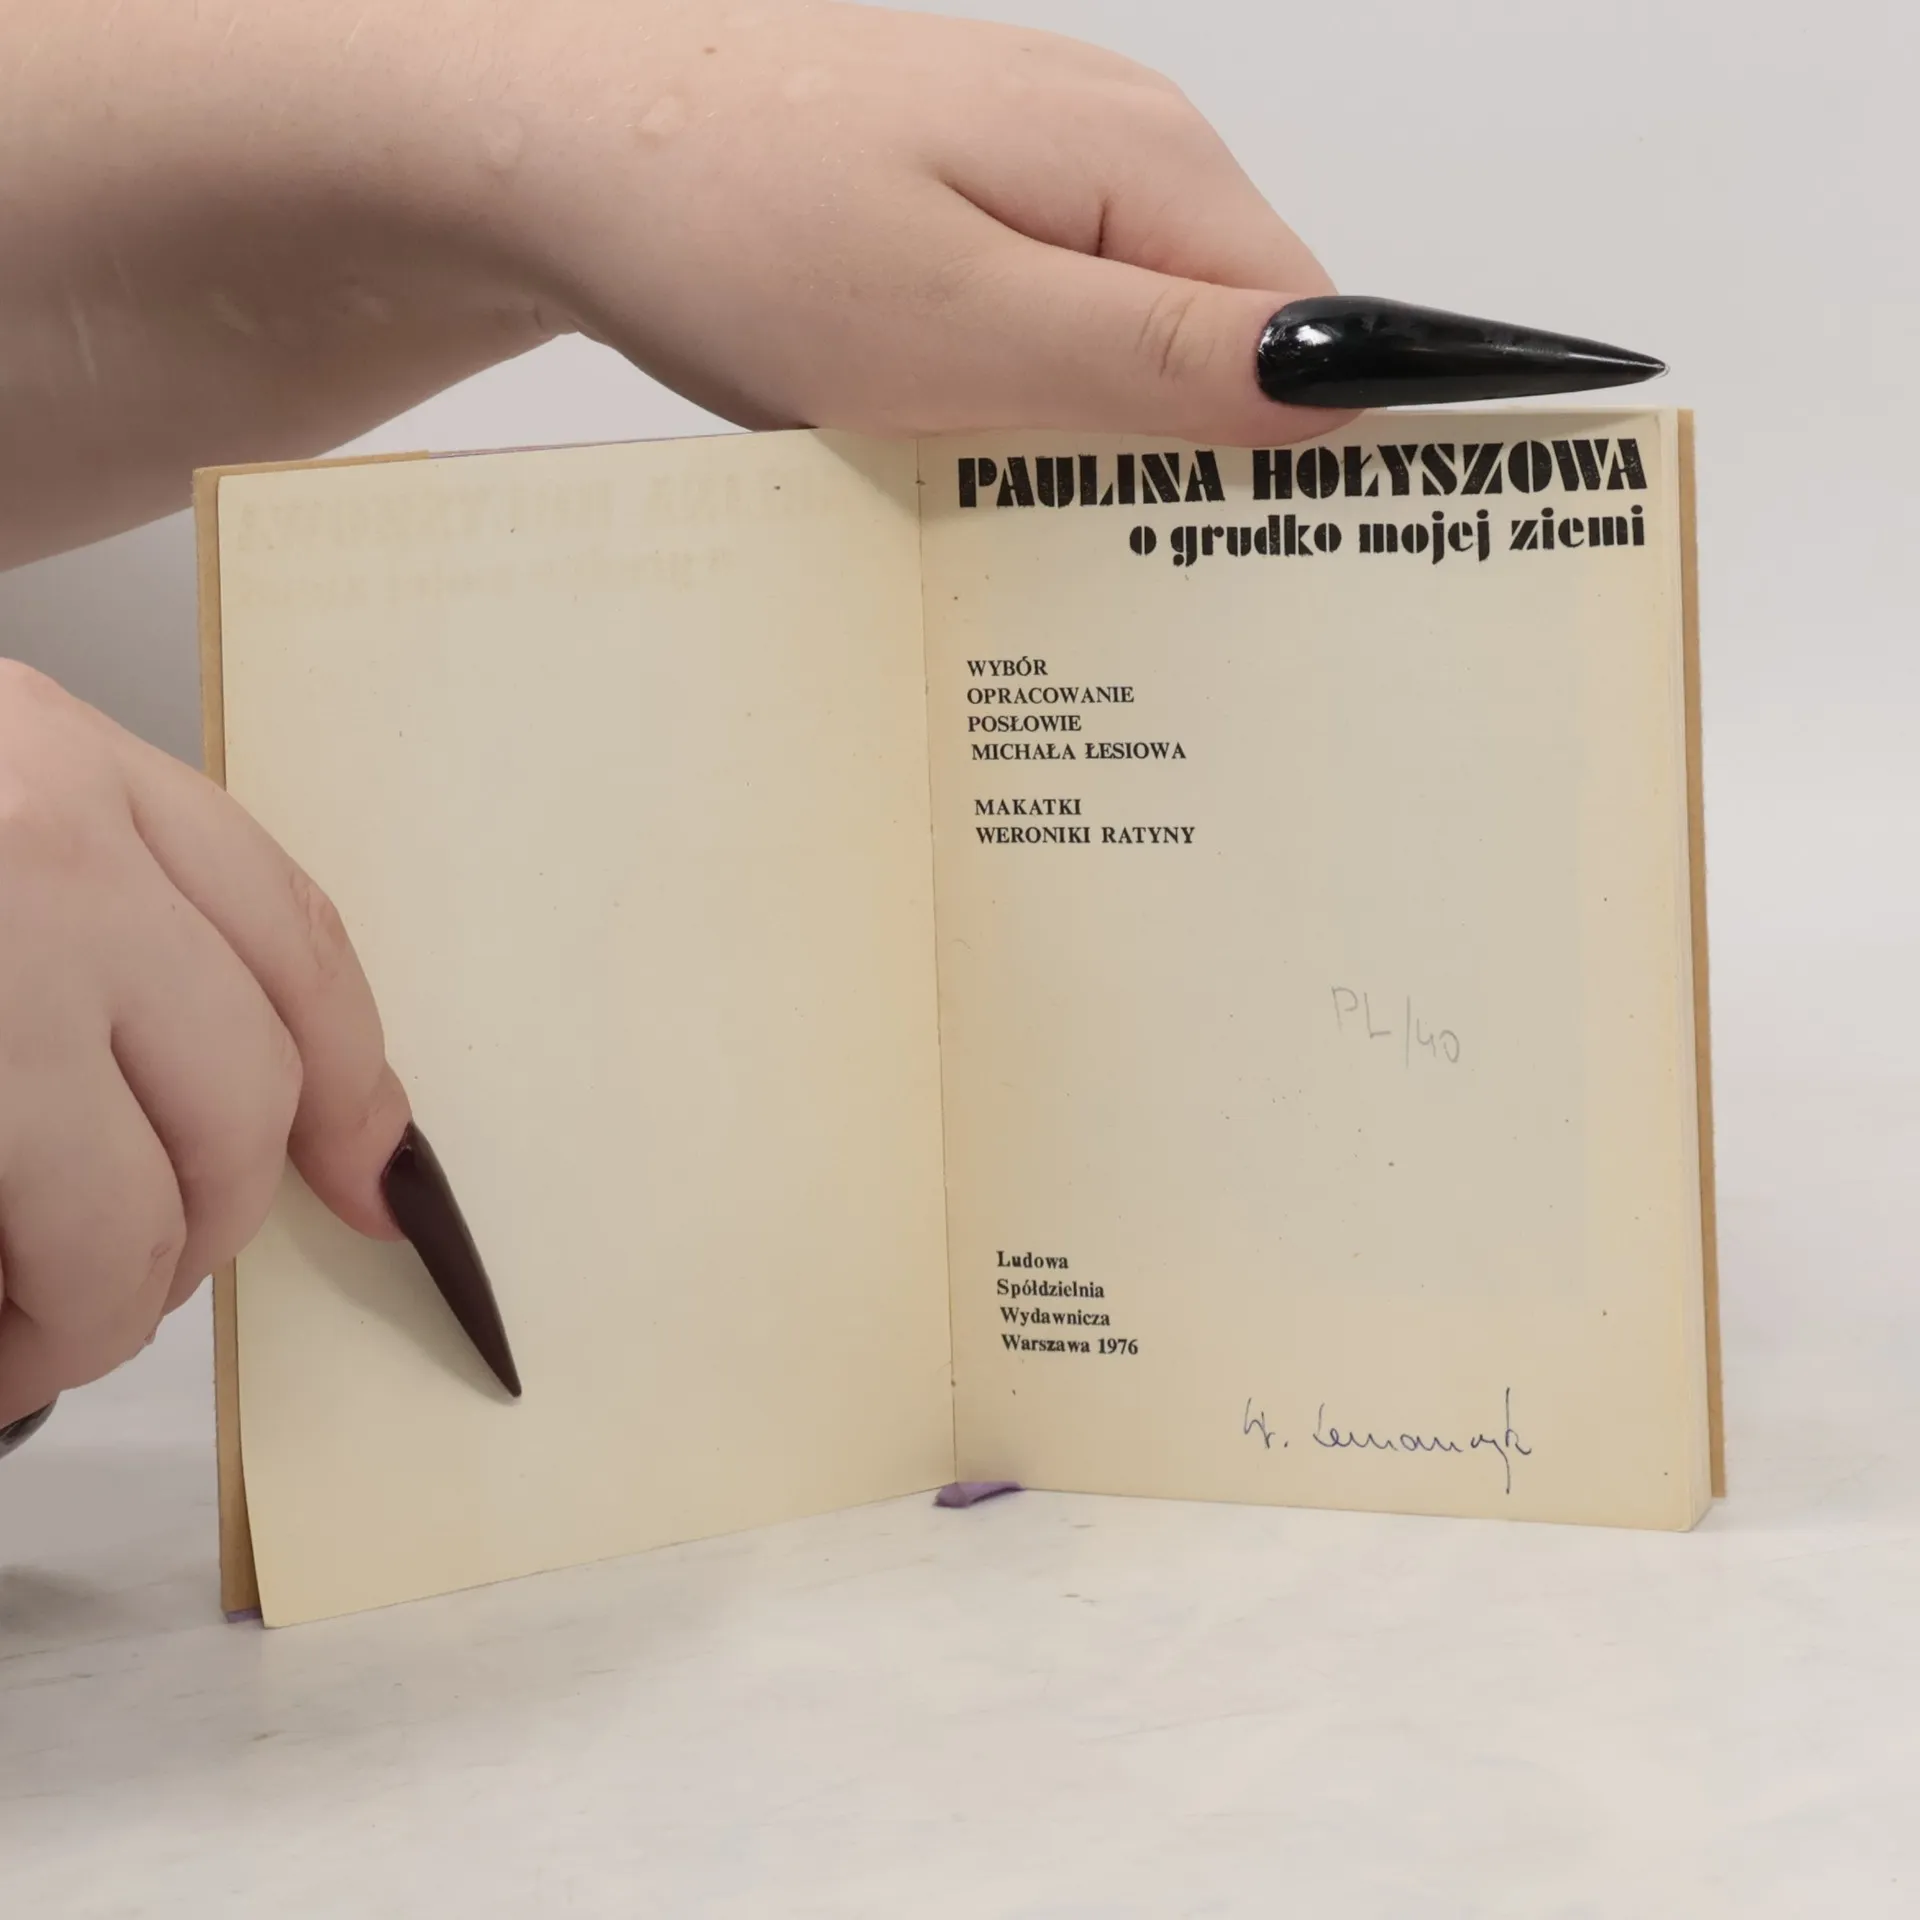 PAULINA HOŁYSZOWA
o grudko mojej ziemi
WYBÓR
OPRACOWANIE
POSŁOWIE
MICHAŁA ŁESIOWA
MAKATKI
WERONIKI RATYNY
PL/40
Ludowa
Spółdzielnia
Wydawnicza
Warszawa 1976